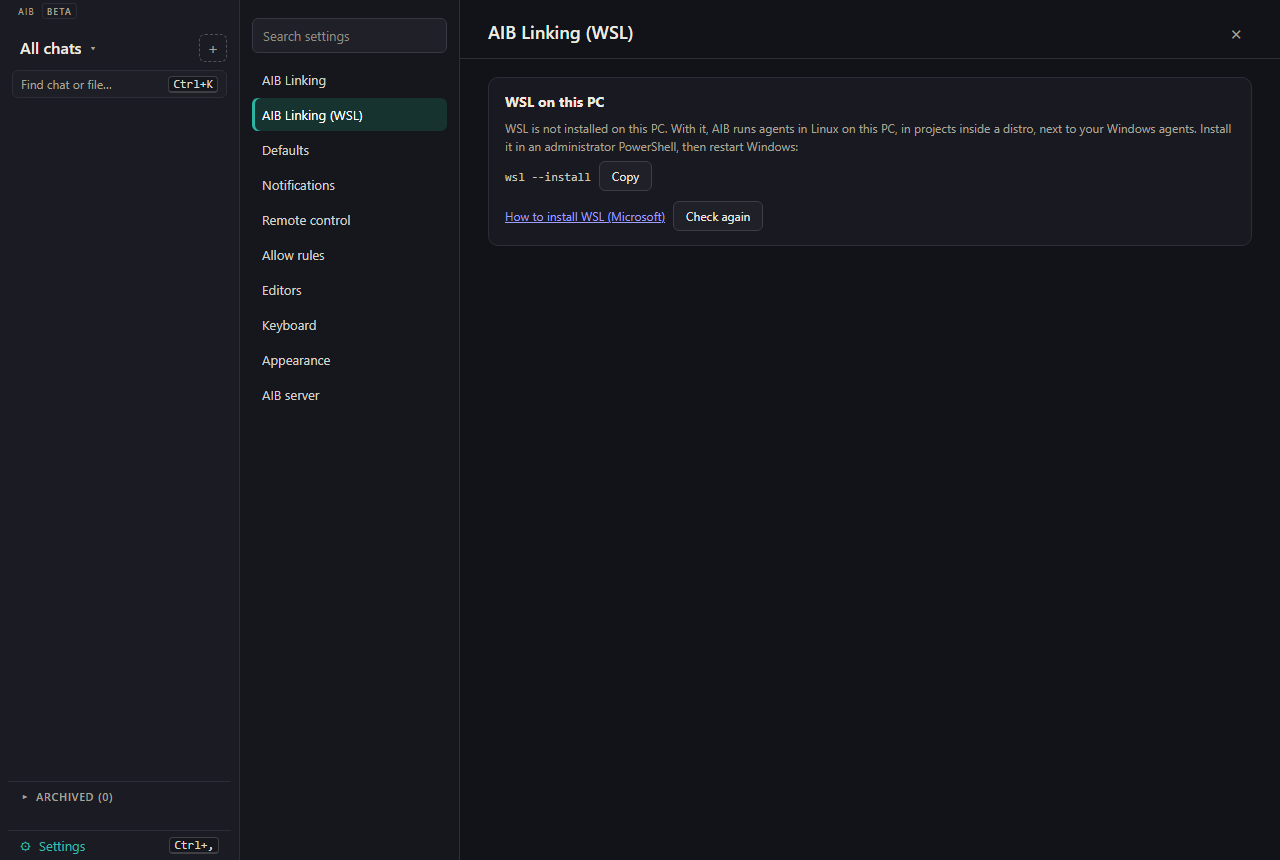 AIB BETA
All chats
+
Find chat or file... Ctrl+K
ARCHIVED (0)
Settings Ctrl+,
Search settings
AIB Linking
AIB Linking (WSL)
Defaults
Notifications
Remote control
Allow rules
Editors
Keyboard
Appearance
AIB server
AIB Linking (WSL)
WSL on this PC
WSL is not installed on this PC. With it, AIB runs agents in Linux on this PC, in projects inside a distro, next to your Windows agents. Install
it in an administrator PowerShell, then restart Windows:
wsl --install Copy
How to install WSL (Microsoft) Check again